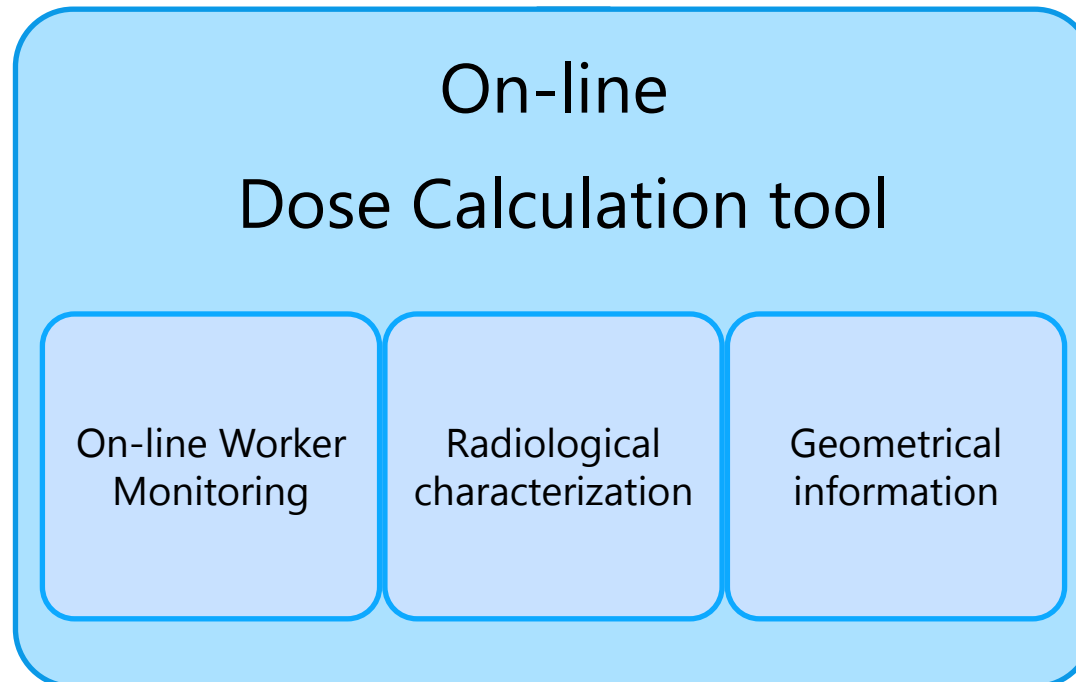 On-line
Dose Calculation tool
On-line Worker
Monitoring
Radiological
characterization
Geometrical
information